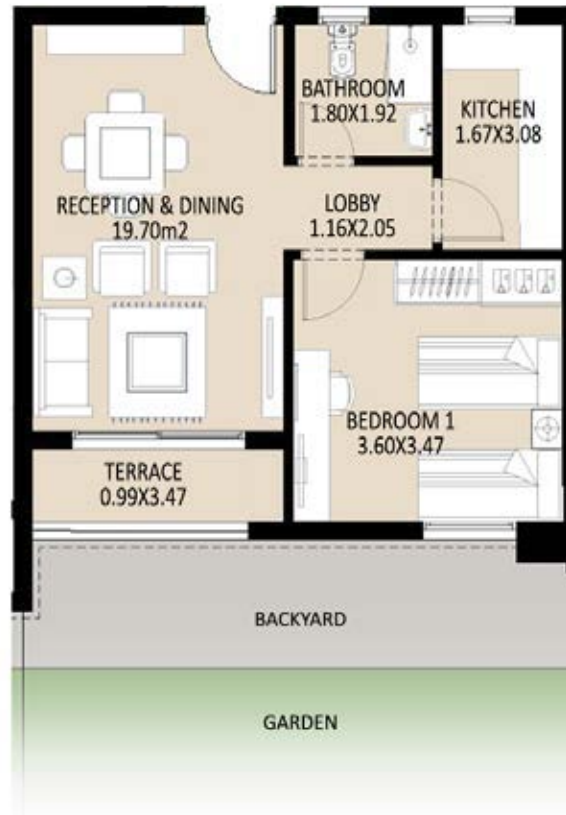 BATHROOM
1.80X1.92
KITCHEN
1.67X3.08
RECEPTION & DINING
19.70m2
LOBBY
1.16X2.05
BEDROOM 1
3.60X3.47
TERRACE
0.99X3.47
BACKYARD
GARDEN